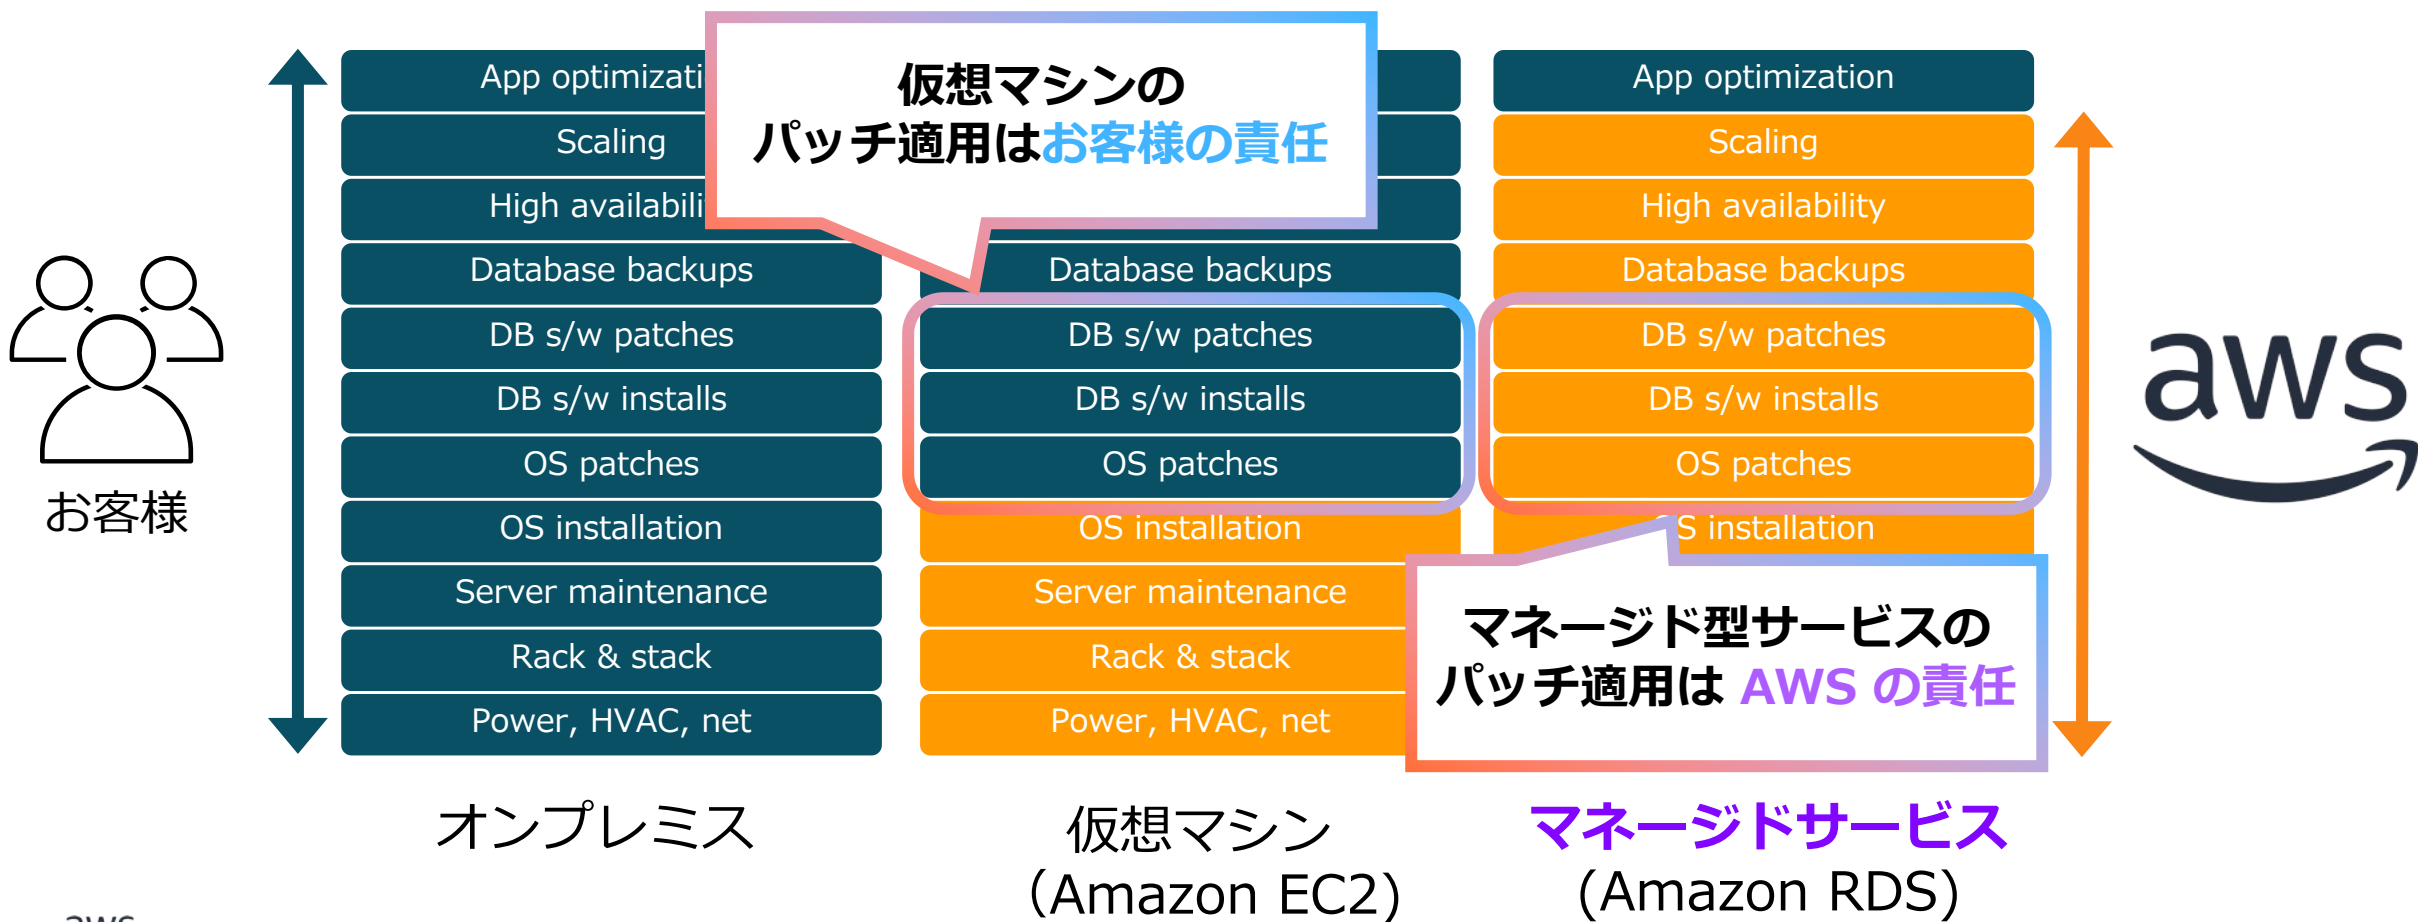 お客様
App optimizati
Scaling
High availabili
Database backups
DB s/w patches
DB s/w installs
OS patches
OS installation
Server maintenance
Rack & stack
Power, HVAC, net
オンプレミス
仮想マシンの
パッチ適用はお客様の責任
Database backups
DB s/w patches
DB s/w installs
OS patches
OS installation
Server maintenance
Rack & stack
Power, HVAC, net
仮想マシン
（Amazon EC2)
App optimization
Scaling
High availability
Database backups
DB s/w patches
DB s/w installs
OS patches
S installation
マネージド型サービスの
パッチ適用は AWS の責任
マネージドサービス
(Amazon RDS)
aws
aws